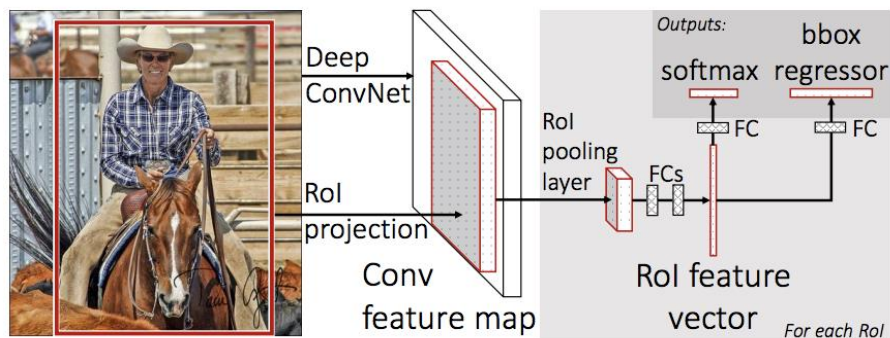 Deep
ConvNet
RoI
projection
Conv
feature map
RoI
pooling
layer
FCs
RoI feature
vector
Outputs:
softmax
bbox
regressor
FC
FC
For each RoI